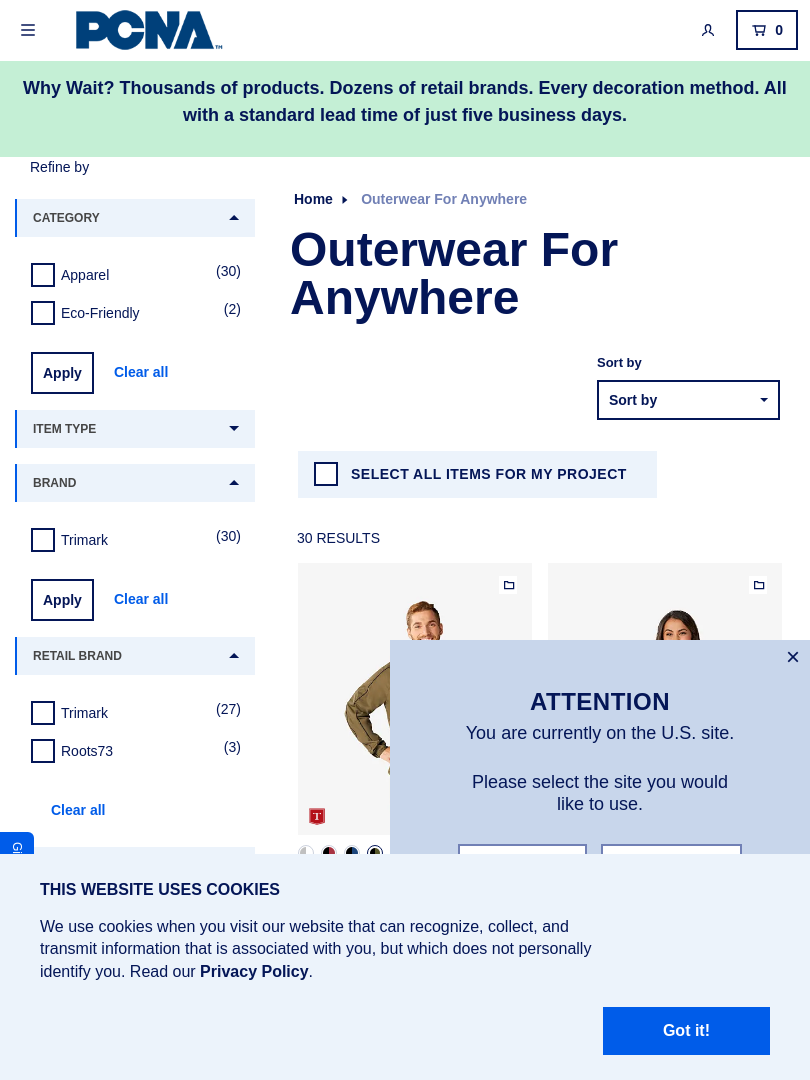 PCNA™
0
Why Wait? Thousands of products. Dozens of retail brands. Every decoration method. All
with a standard lead time of just five business days.
Refine by
CATEGORY
Apparel (30)
Eco-Friendly (2)
Apply Clear all
ITEM TYPE
BRAND
Trimark (30)
Apply Clear all
RETAIL BRAND
Trimark (27)
Roots73 (3)
Clear all
Home Outerwear For Anywhere
Outerwear For
Anywhere
Sort by
Sort by
SELECT ALL ITEMS FOR MY PROJECT
30 RESULTS
T
ATTENTION
You are currently on the U.S. site.
Please select the site you would
like to use.
THIS WEBSITE USES COOKIES
We use cookies when you visit our website that can recognize, collect, and
transmit information that is associated with you, but which does not personally
identify you. Read our Privacy Policy.
Got it!